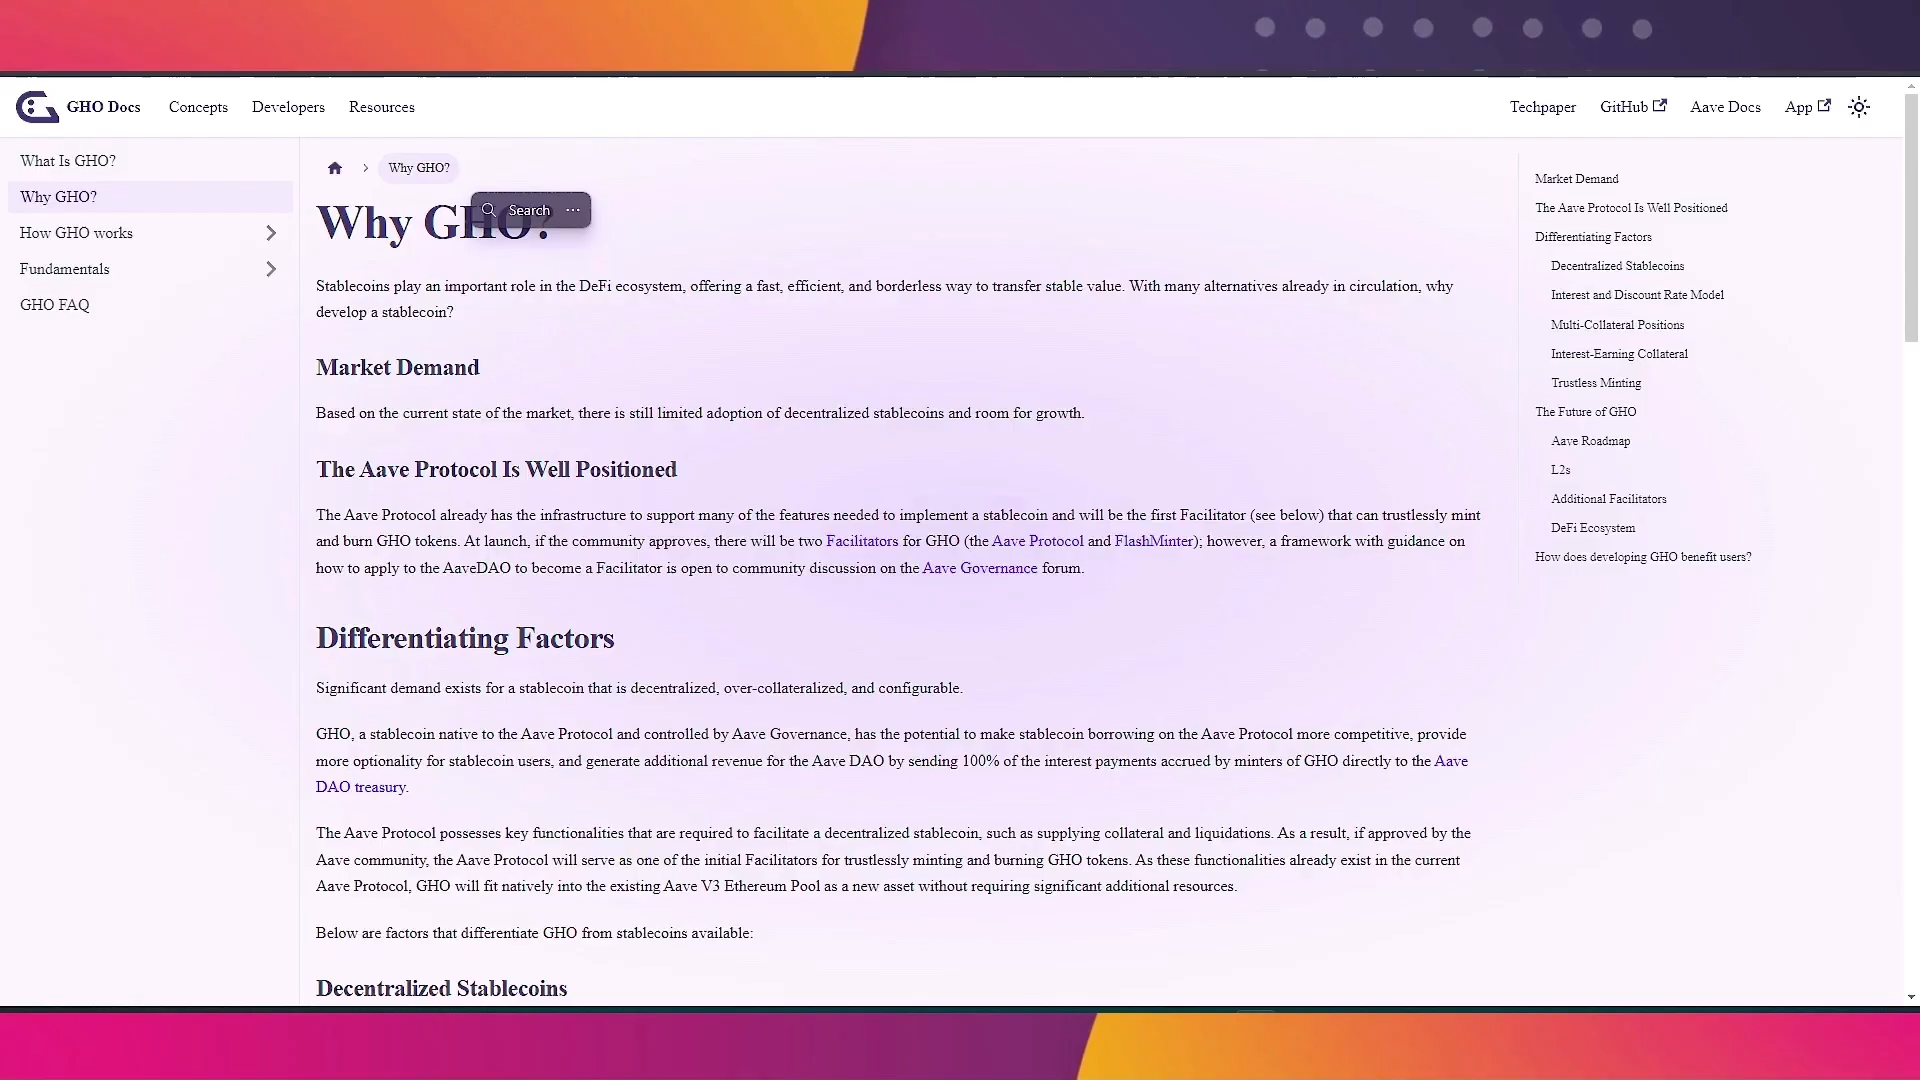 GHO Docs Concepts Developers Resources Techpaper GitHub Aave Docs App
What Is GHO?
Why GHO?
How GHO works
Fundamentals
GHO FAQ
Why GHO?
Search ...
Why GHO?
Stablecoins play an important role in the DeFi ecosystem, offering a fast, efficient, and borderless way to transfer stable value. With many alternatives already in circulation, why
develop a stablecoin?
Market Demand
Based on the current state of the market, there is still limited adoption of decentralized stablecoins and room for growth.
The Aave Protocol Is Well Positioned
The Aave Protocol already has the infrastructure to support many of the features needed to implement a stablecoin and will be the first Facilitator (see below) that can trustlessly mint
and burn GHO tokens. At launch, if the community approves, there will be two Facilitators for GHO (the Aave Protocol and FlashMinter); however, a framework with guidance on
how to apply to the AaveDAO to become a Facilitator is open to community discussion on the Aave Governance forum.
Differentiating Factors
Significant demand exists for a stablecoin that is decentralized, over-collateralized, and configurable.
GHO, a stablecoin native to the Aave Protocol and controlled by Aave Governance, has the potential to make stablecoin borrowing on the Aave Protocol more competitive, provide
more optionality for stablecoin users, and generate additional revenue for the Aave DAO by sending 100% of the interest payments accrued by minters of GHO directly to the Aave
DAO treasury.
The Aave Protocol possesses key functionalities that are required to facilitate a decentralized stablecoin, such as supplying collateral and liquidations. As a result, if approved by the
Aave community, the Aave Protocol will serve as one of the initial Facilitators for trustlessly minting and burning GHO tokens. As these functionalities already exist in the current
Aave Protocol, GHO will fit natively into the existing Aave V3 Ethereum Pool as a new asset without requiring significant additional resources.
Below are factors that differentiate GHO from stablecoins available:
Decentralized Stablecoins
Market Demand
The Aave Protocol Is Well Positioned
Differentiating Factors
Decentralized Stablecoins
Interest and Discount Rate Model
Multi-Collateral Positions
Interest-Earning Collateral
Trustless Minting
The Future of GHO
Aave Roadmap
L2s
Additional Facilitators
DeFi Ecosystem
How does developing GHO benefit users?